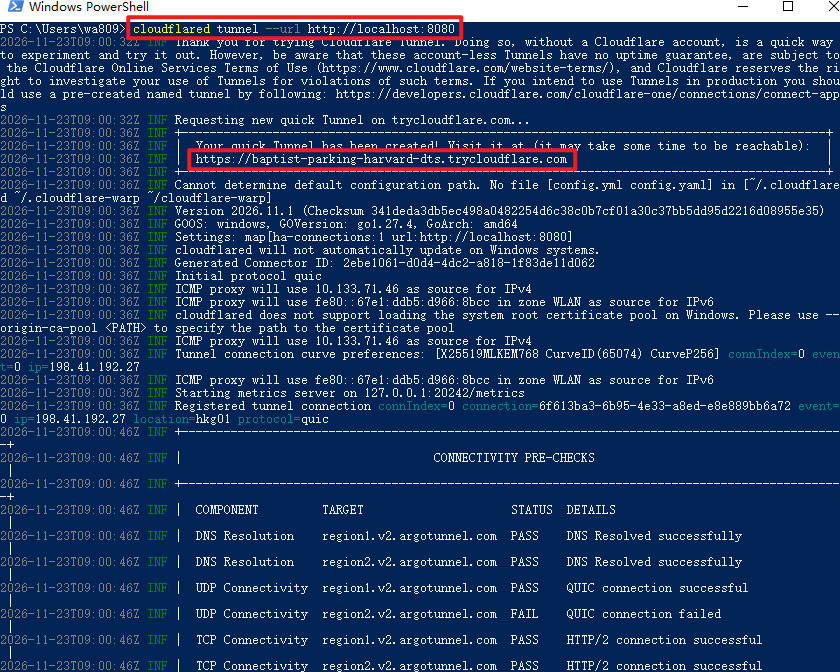 Windows PowerShell
PS C:\Users\wa809> cloudflared tunnel --url http://localhost:8080
2026-11-23T09:00:32Z INF Thank you for trying Cloudflare Tunnel. Doing so, without a Cloudflare account, is a quick way
to experiment and try it out. However, be aware that these account-less Tunnels have no uptime guarantee, are subject to
the Cloudflare Online Services Terms of Use (https://www.cloudflare.com/website-terms/), and Cloudflare reserves the ri
ght to investigate your use of Tunnels for violations of such terms. If you intend to use Tunnels in production you shou
ld use a pre-created named tunnel by following: https://developers.cloudflare.com/cloudflare-one/connections/connect-app
s
2026-11-23T09:00:32Z INF Requesting new quick Tunnel on trycloudflare.com...
2026-11-23T09:00:36Z INF +--------------------------------------------------------------------------------------------+
2026-11-23T09:00:36Z INF |  Your quick Tunnel has been created! Visit it at (it may take some time to be reachable):  |
2026-11-23T09:00:36Z INF |  https://baptist-parking-harvard-dts.trycloudflare.com                                     |
2026-11-23T09:00:36Z INF +--------------------------------------------------------------------------------------------+
2026-11-23T09:00:36Z INF Cannot determine default configuration path. No file [config.yml config.yaml] in [~/.cloudflare
d ~/.cloudflare-warp ~/cloudflare-warp]
2026-11-23T09:00:36Z INF Version 2026.11.1 (Checksum 341deda3db5ec498a0482254d6c38c0b7cf01a30c37bb5dd95d2216d08955e35)
2026-11-23T09:00:36Z INF GOOS: windows, GOVersion: go1.27.4, GoArch: amd64
2026-11-23T09:00:36Z INF Settings: map[ha-connections:1 url:http://localhost:8080]
2026-11-23T09:00:36Z INF cloudflared will not automatically update on Windows systems.
2026-11-23T09:00:36Z INF Generated Connector ID: 2ebe1061-d0d4-4dc2-a818-1f83de11d062
2026-11-23T09:00:36Z INF Initial protocol quic
2026-11-23T09:00:36Z INF ICMP proxy will use 10.133.71.46 as source for IPv4
2026-11-23T09:00:36Z INF ICMP proxy will use fe80::67e1:ddb5:d966:8bcc in zone WLAN as source for IPv6
2026-11-23T09:00:36Z INF cloudflared does not support loading the system root certificate pool on Windows. Please use --
origin-ca-pool <PATH> to specify the path to the certificate pool
2026-11-23T09:00:36Z INF ICMP proxy will use 10.133.71.46 as source for IPv4
2026-11-23T09:00:36Z INF Tunnel connection curve preferences: [X25519MLKEM768 CurveID(65074) CurveP256] connIndex=0 even
t=0 ip=198.41.192.27
2026-11-23T09:00:36Z INF ICMP proxy will use fe80::67e1:ddb5:d966:8bcc in zone WLAN as source for IPv6
2026-11-23T09:00:36Z INF Starting metrics server on 127.0.0.1:20242/metrics
2026-11-23T09:00:36Z INF Registered tunnel connection connIndex=0 connection=6f613ba3-6b95-4e33-a8ed-e8e889bb6a72 event=
0 ip=198.41.192.27 location=hkg01 protocol=quic
2026-11-23T09:00:46Z INF +--------------------------------------------------------------------------------------------
-+
2026-11-23T09:00:46Z INF |                               CONNECTIVITY PRE-CHECKS
 |
2026-11-23T09:00:46Z INF +--------------------------------------------------------------------------------------------
-+
2026-11-23T09:00:46Z INF |  COMPONENT         TARGET                      STATUS  DETAILS
 |
2026-11-23T09:00:46Z INF |  DNS Resolution    region1.v2.argotunnel.com   PASS    DNS Resolved successfully
 |
2026-11-23T09:00:46Z INF |  DNS Resolution    region2.v2.argotunnel.com   PASS    DNS Resolved successfully
 |
2026-11-23T09:00:46Z INF |  UDP Connectivity  region1.v2.argotunnel.com   PASS    QUIC connection successful
 |
2026-11-23T09:00:46Z INF |  UDP Connectivity  region2.v2.argotunnel.com   FAIL    QUIC connection failed
 |
2026-11-23T09:00:46Z INF |  TCP Connectivity  region1.v2.argotunnel.com   PASS    HTTP/2 connection successful
 |
2026-11-23T09:00:46Z INF |  TCP Connectivity  region2.v2.argotunnel.com   PASS    HTTP/2 connection successful